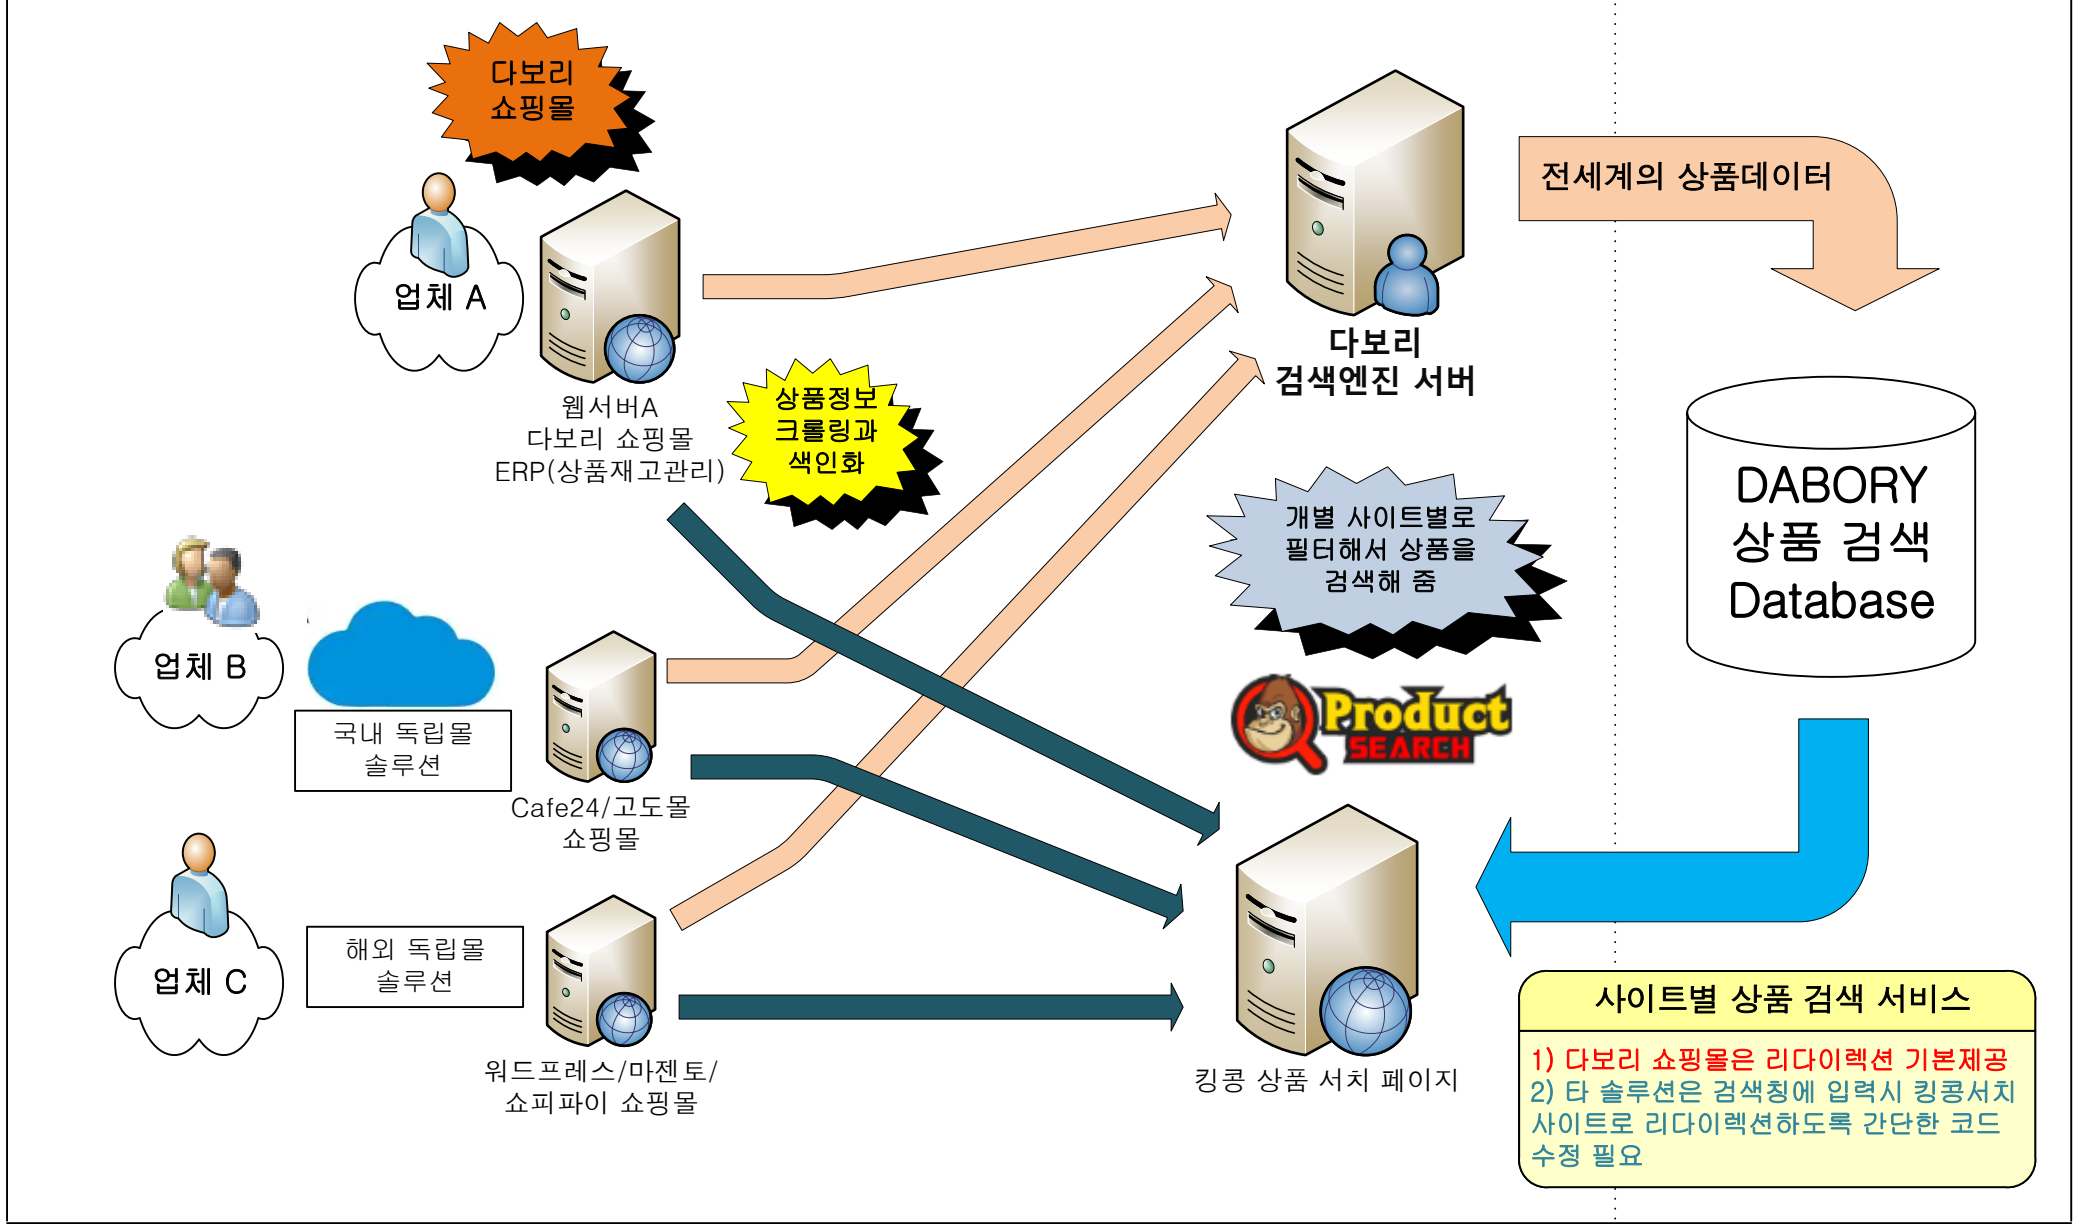 다보리
쇼핑몰
업체 A
웹서버A
다보리 쇼핑몰
ERP(상품재고관리)
상품정보
크롤링과
색인화
다보리
검색엔진 서버
전세계의 상품데이터
DABORY
상품 검색
Database
개별 사이트별로
필터해서 상품을
검색해 줌
Product
SEARCH
업체 B
국내 독립몰
솔루션
Cafe24/고도몰
쇼핑몰
업체 C
해외 독립몰
솔루션
워드프레스/마젠토/
쇼피파이 쇼핑몰
킹콩 상품 서치 페이지
사이트별 상품 검색 서비스
1) 다보리 쇼핑몰은 리다이렉션 기본제공
2) 타 솔루션은 검색칭에 입력시 킹콩서치
사이트로 리다이렉션하도록 간단한 코드
수정 필요